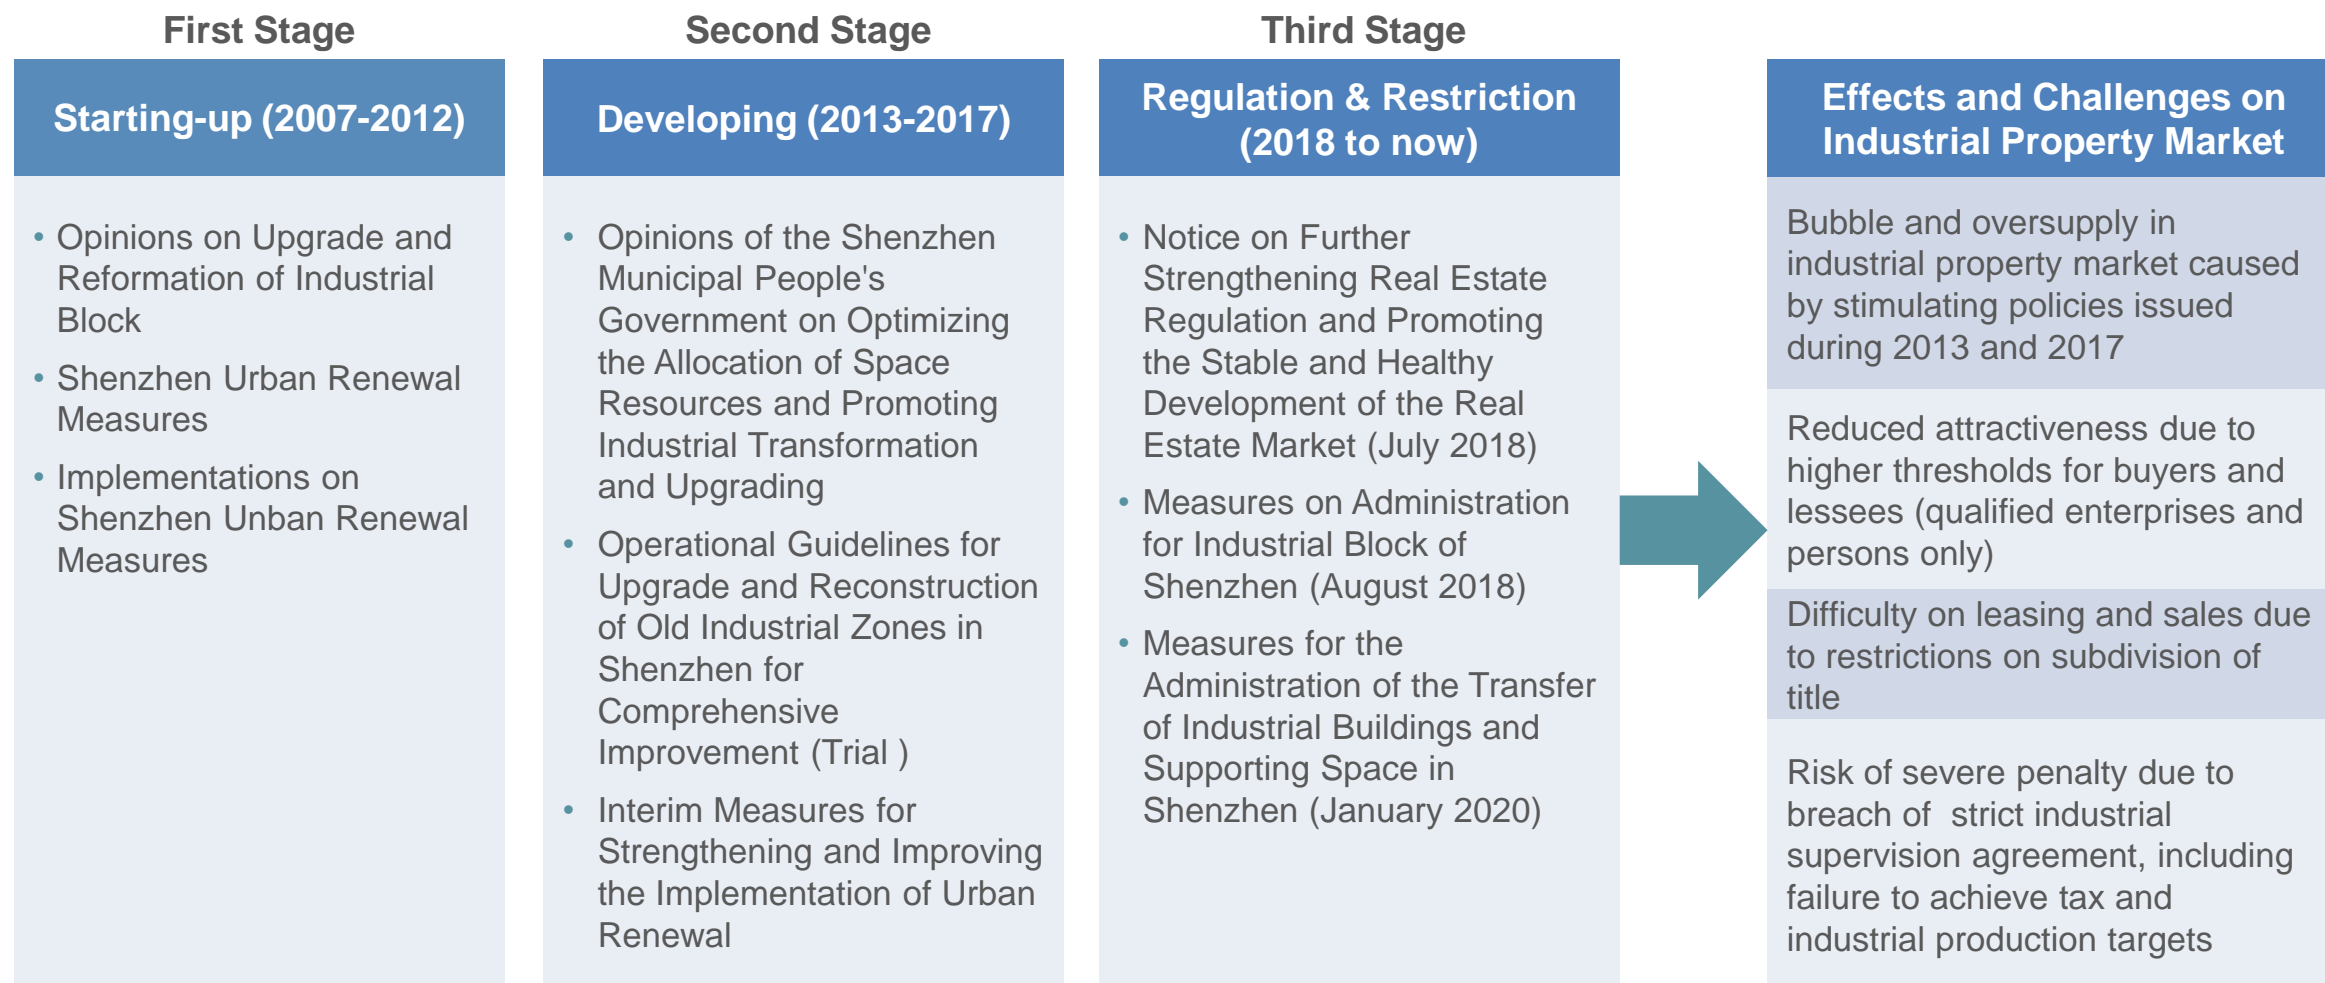 First Stage
Starting-up (2007-2012)
• Opinions on Upgrade and
Reformation of Industrial
Block
• Shenzhen Urban Renewal
Measures
• Implementations on
Shenzhen Unban Renewal
Measures
Second Stage
Developing (2013-2017)
• Opinions of the Shenzhen
Municipal People's
Government on Optimizing
the Allocation of Space
Resources and Promoting
Industrial Transformation
and Upgrading
• Operational Guidelines for
Upgrade and Reconstruction
of Old Industrial Zones in
Shenzhen for
Comprehensive
Improvement (Trial )
• Interim Measures for
Strengthening and Improving
the Implementation of Urban
Renewal
Third Stage
Regulation & Restriction
(2018 to now)
• Notice on Further
Strengthening Real Estate
Regulation and Promoting
the Stable and Healthy
Development of the Real
Estate Market (July 2018)
• Measures on Administration
for Industrial Block of
Shenzhen (August 2018)
• Measures for the
Administration of the Transfer
of Industrial Buildings and
Supporting Space in
Shenzhen (January 2020)
Effects and Challenges on
Industrial Property Market
Bubble and oversupply in
industrial property market caused
by stimulating policies issued
during 2013 and 2017
Reduced attractiveness due to
higher thresholds for buyers and
lessees (qualified enterprises and
persons only)
Difficulty on leasing and sales due
to restrictions on subdivision of
title
Risk of severe penalty due to
breach of  strict industrial
supervision agreement, including
failure to achieve tax and
industrial production targets